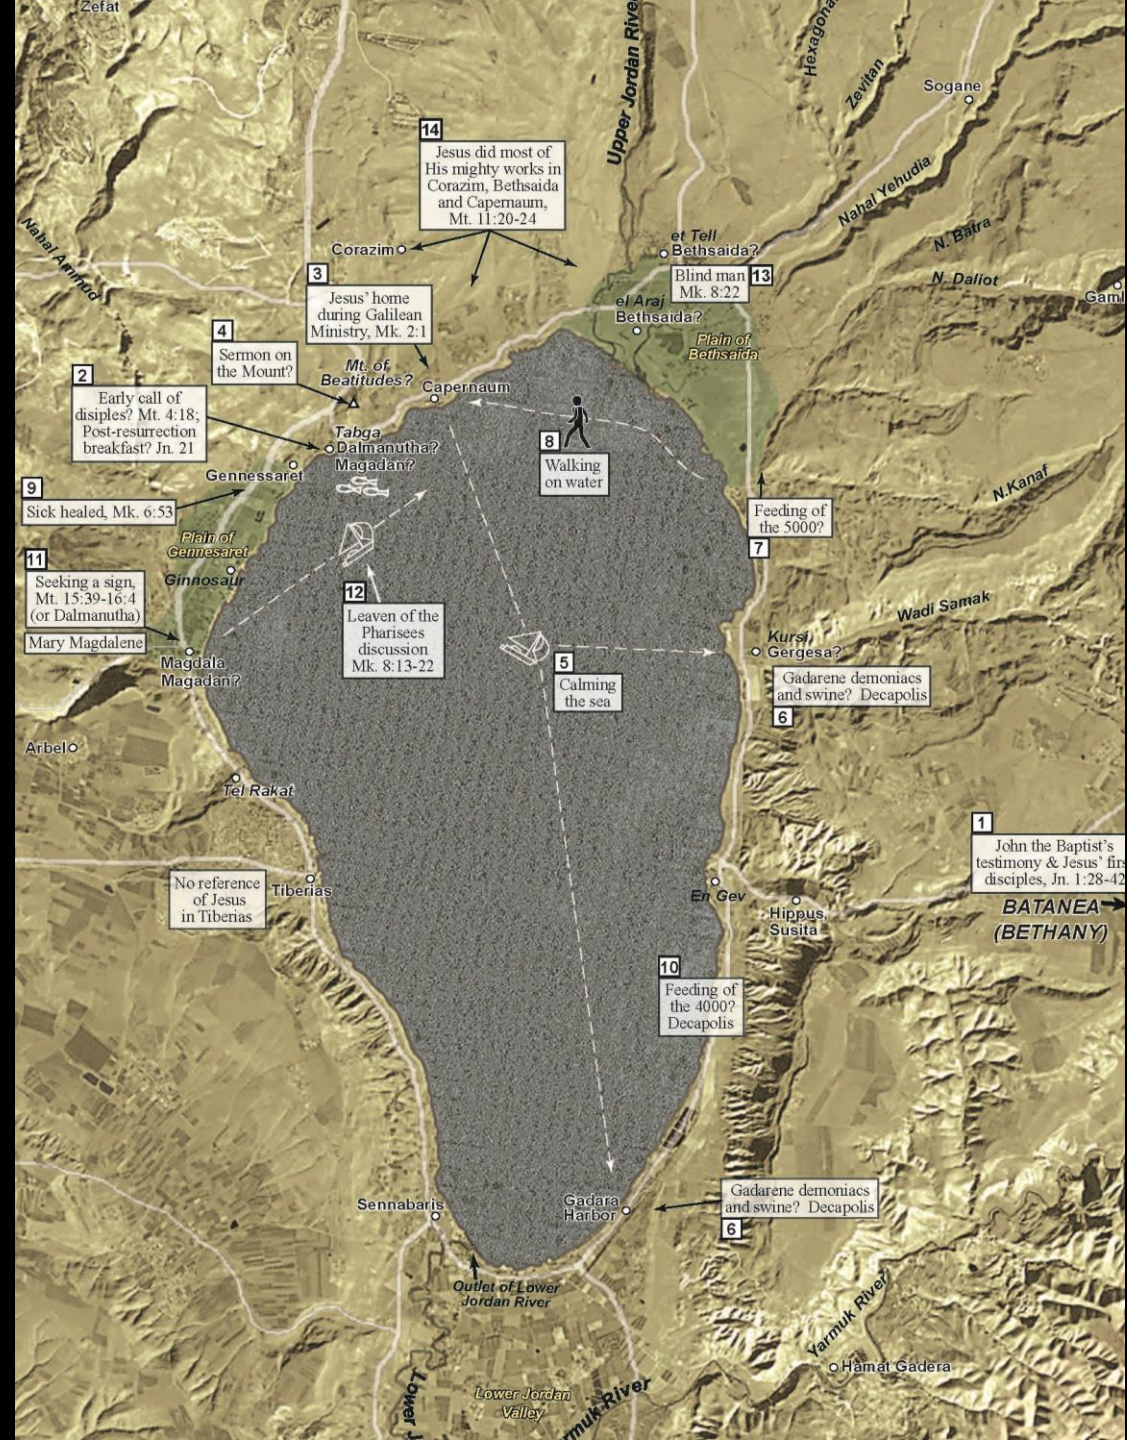 Zefat
Upper Jordan River
Zevitan
Sogane
14
Jesus did most of
His mighty works in
Corazim, Bethsaida
and Capernaum,
Mt. 11:20-24
Nahal Yehudia
N. Batra
N. Daliot
Nahal Ammud
Corazim
et Tell
Bethsaida?
Blind man
Mk. 8:22
13
3
Jesus' home
during Galilean
Ministry, Mk. 2:1
el Araj
Bethsaida?
Plain of
Bethsaida
4
Sermon on
the Mount?
Mt. of
Beatitudes?
Capernaum
2
Early call of
disiples? Mt. 4:18;
Post-resurrection
breakfast? Jn. 21
Tabga
Dalmanutha?
Magadan?
Gennessaret
8
Walking
on water
9
Sick healed, Mk. 6:53
N.Kanaf
Feeding of
the 5000?
7
Plain of
Gennesaret
Ginnosaur
11
Seeking a sign,
Mt. 15:39-16:4
(or Dalmanutha)
Mary Magdalene
12
Leaven of the
Pharisees
discussion
Mk. 8:13-22
Wadi Samak
Kursi
Gergesa?
Magdala
Magadan?
5
Calming
the sea
Gadarene demoniacs
and swine? Decapolis
6
Arbel
Tel Rakat
1
John the Baptist's
testimony & Jesus'
disciples, Jn. 1:28-42
BATANEA
(BETHANY)
No reference
of Jesus
in Tiberias
Tiberias
En Gev
Hippus,
Susita
10
Feeding of
the 4000?
Decapolis
Gadarene demoniacs
and swine? Decapolis
6
Sennabaris
Gadara
Harbor
Outlet of Lower
Jordan River
Yarmuk River
Hamat Gadera
Lower Jordan
Valley
River
Lower